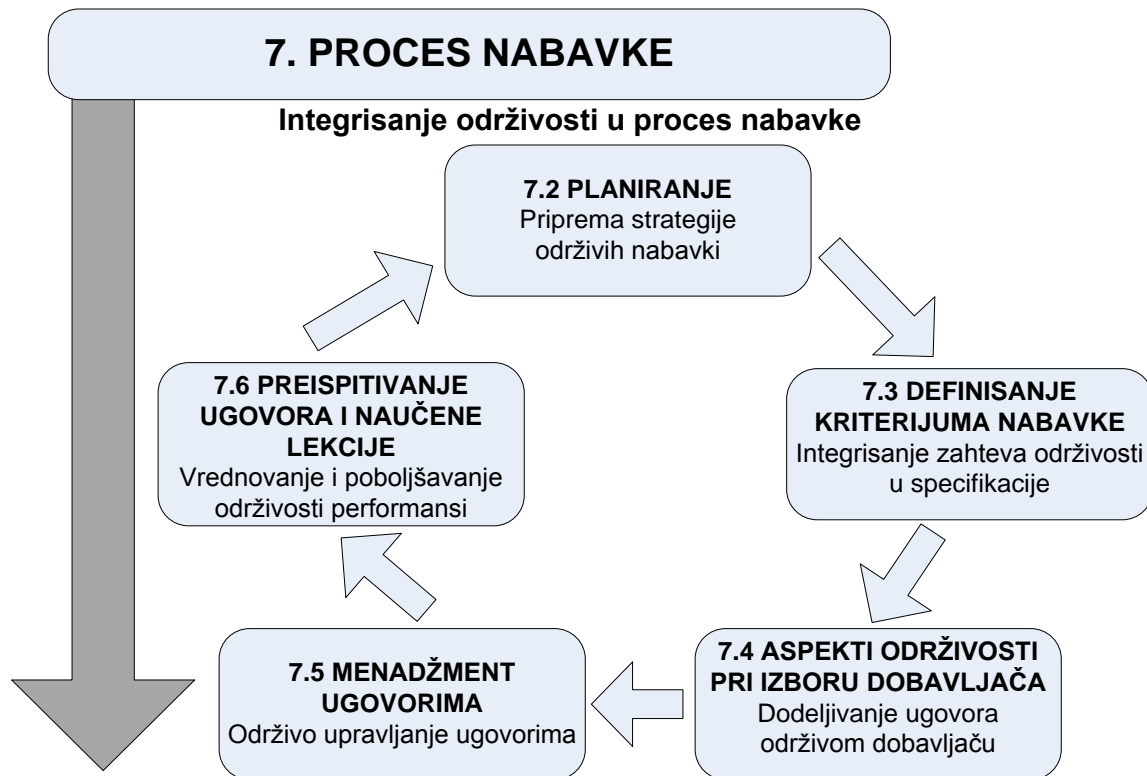 7. PROCES NABAVKE
Integrisanje održivosti u proces nabavke
7.2 PLANIRANJE
Priprema strategije
održivih nabavki
7.3 DEFINISANJE
KRITERIJUMA NABAVKE
Integrisanje zahteva održivosti
u specifikacije
7.4 ASPEKTI ODRŽIVOSTI
PRI IZBORU DOBAVLJAČA
Dodeljivanje ugovora
održivom dobavljaču
7.5 MENADŽMENT
UGOVORIMA
Održivo upravljanje ugovorima
7.6 PREISPITIVANJE
UGOVORA I NAUČENE
LEKCIJE
Vrednovanje i poboljšavanje
održivosti performansi